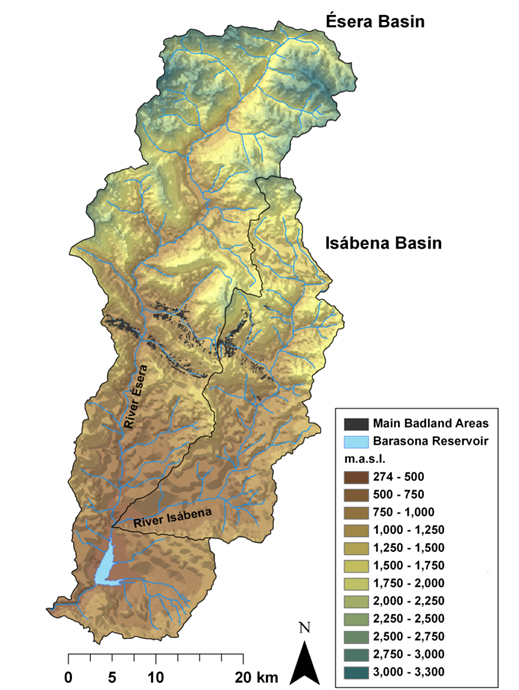 Ésera Basin
Isábena Basin
River Ésera
River Isábena
Main Badland Areas
Barasona Reservoir
m.a.s.l.
274 - 500
500 - 750
750 - 1,000
1,000 - 1,250
1,250 - 1,500
1,500 - 1,750
1,750 - 2,000
2,000 - 2,250
2,250 - 2,500
2,500 - 2,750
2,750 - 3,000
3,000 - 3,300
N
0 5 10 20 km